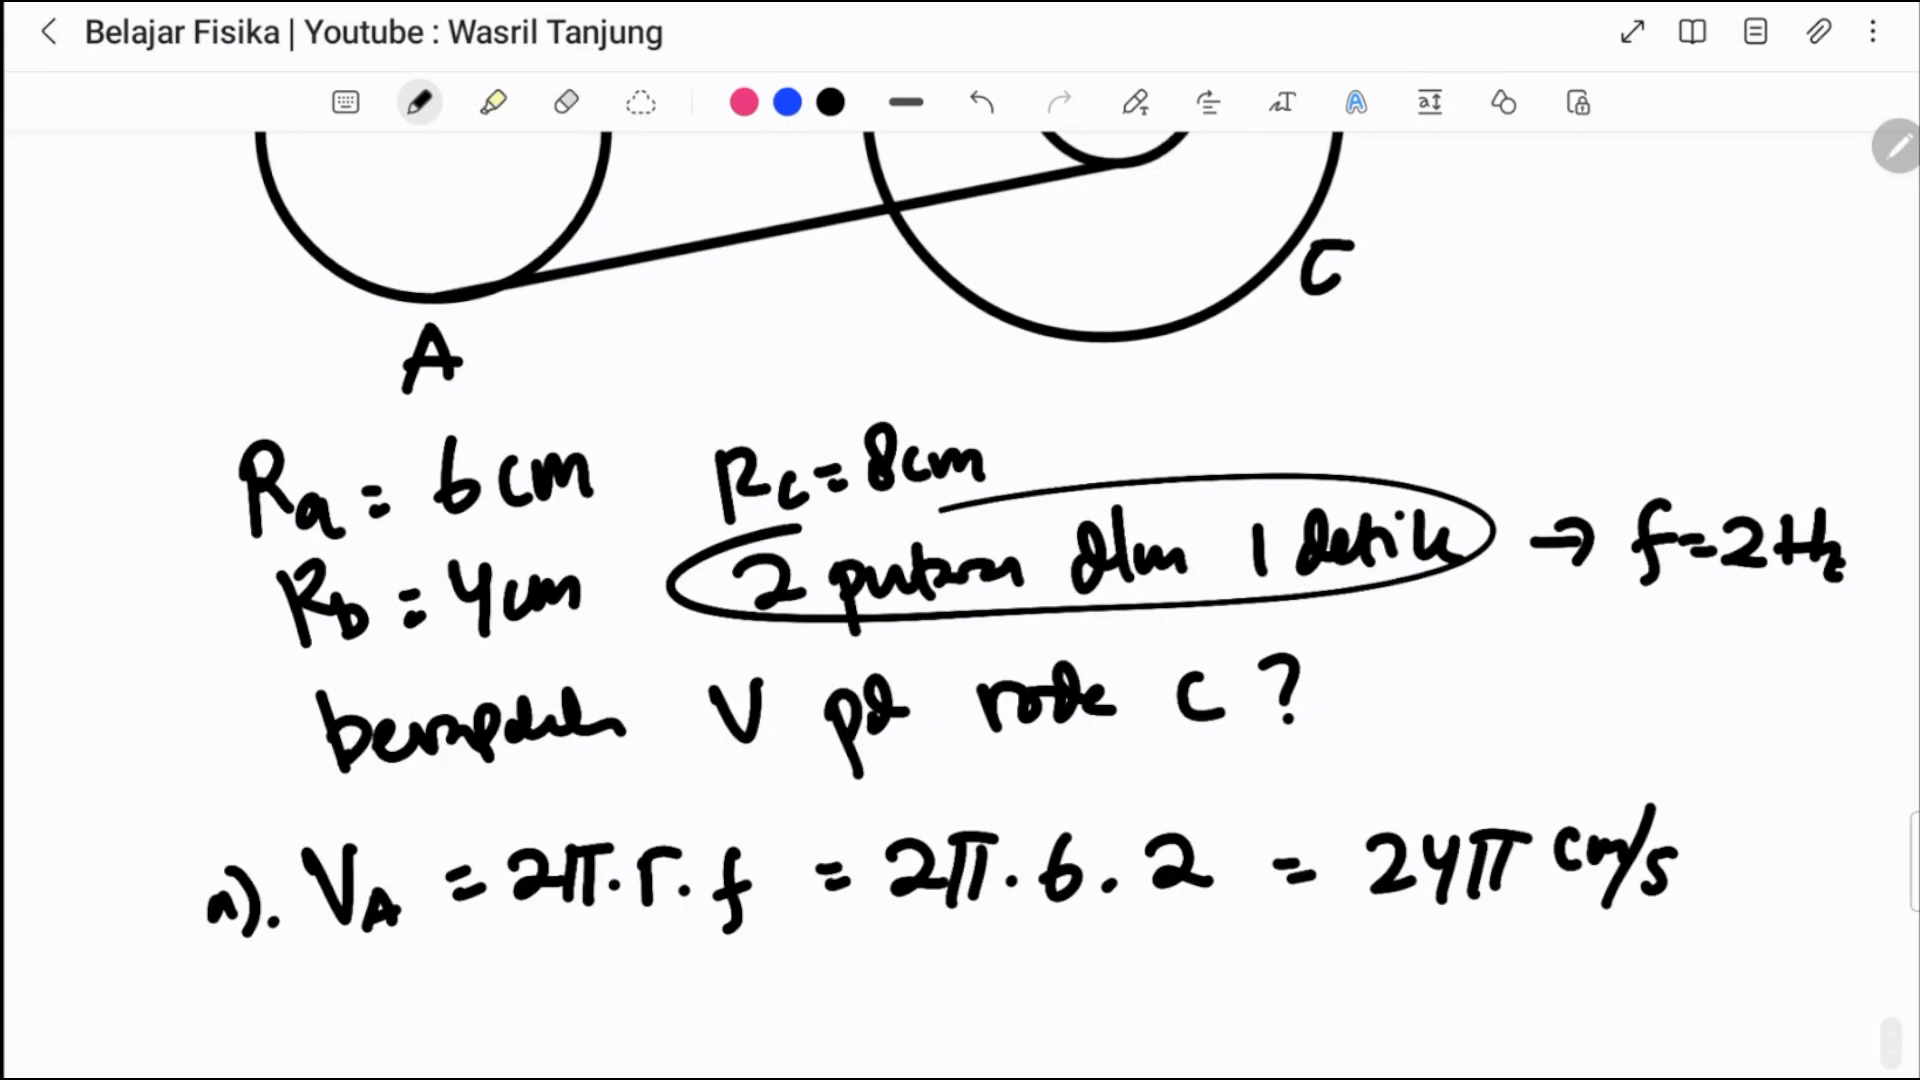 Belajar Fisika | Youtube : Wasril Tanjung
C
A
Ra = 6 cm Rc = 8cm
Rb = 4cm 2 putaran dlm 1 detik → f=2Hz
berapakah V pd roda C ?
a). VA = 2π.r.f = 2π.6.2 = 24π cm/s